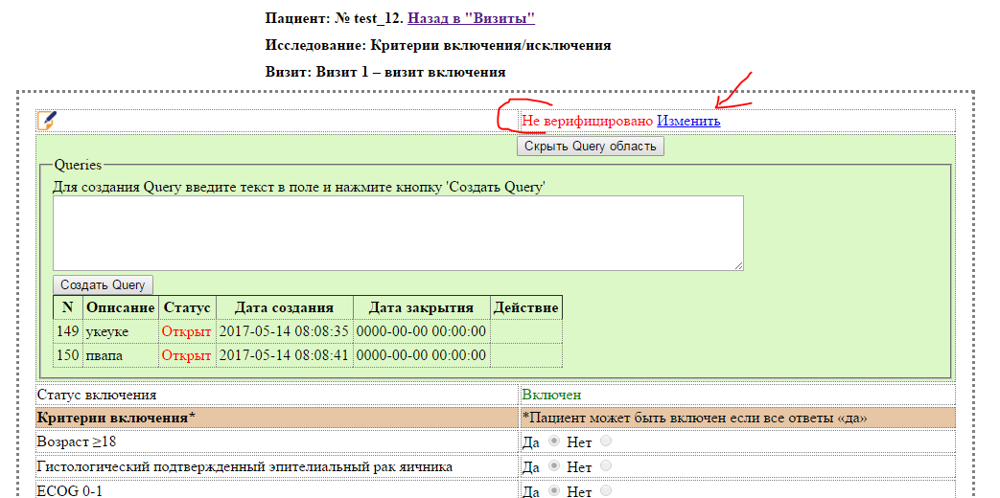 Пациент: № test_12. Назад в "Визиты"
Исследование: Критерии включения/исключения
Визит: Визит 1 – визит включения
Не верифицировано Изменить
Скрыть Query область
Queries
Для создания Query введите текст в поле и нажмите кнопку 'Создать Query'
Создать Query
N Описание Статус Дата создания Дата закрытия Действие
149 укеуке Открыт 2017-05-14 08:08:35 0000-00-00 00:00:00
150 пвапа Открыт 2017-05-14 08:08:41 0000-00-00 00:00:00
Статус включения Включен
Критерии включения* *Пациент может быть включен если все ответы «да»
Возраст ≥18 Да Нет
Гистологический подтвержденный эпителиальный рак яичника Да Нет
ECOG 0-1 Да Нет